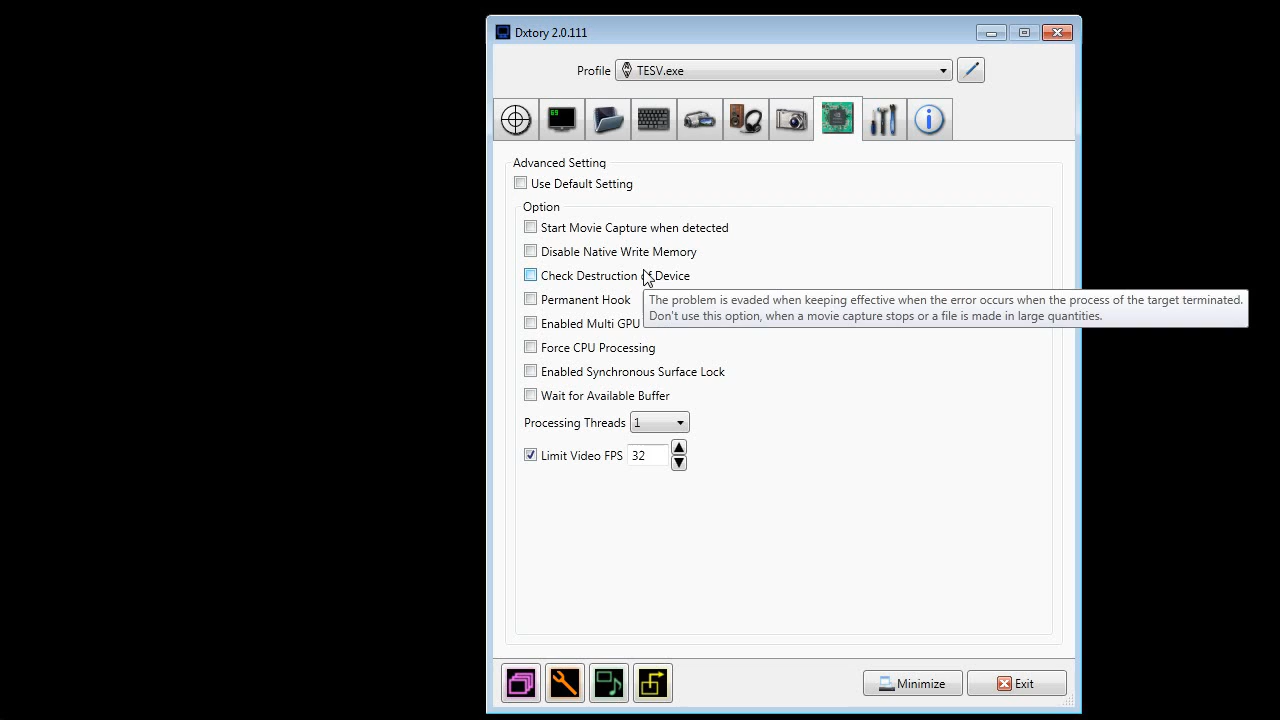 Dxtory 2.0.111
Profile TESV.exe
69
Advanced Setting
Use Default Setting
Option
Start Movie Capture when detected
Disable Native Write Memory
Check Destruction of Device
The problem is evaded when keeping effective when the error occurs when the process of the target terminated.
Don't use this option, when a movie capture stops or a file is made in large quantities.
Permanent Hook
Enabled Multi GPU
Force CPU Processing
Enabled Synchronous Surface Lock
Wait for Available Buffer
Processing Threads 1
Limit Video FPS 32
Minimize Exit